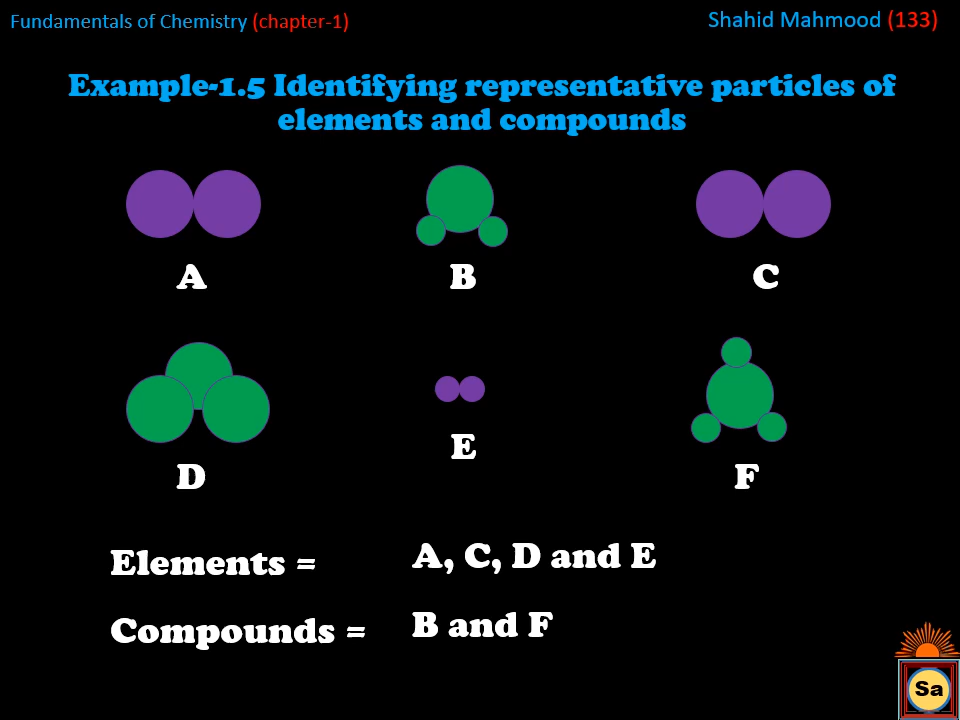 Fundamentals of Chemistry (chapter-1)
Shahid Mahmood (133)
Example-1.5 Identifying representative particles of
elements and compounds
A
B
C
D
E
F
Elements =
A, C, D and E
Compounds =
B and F
Sa